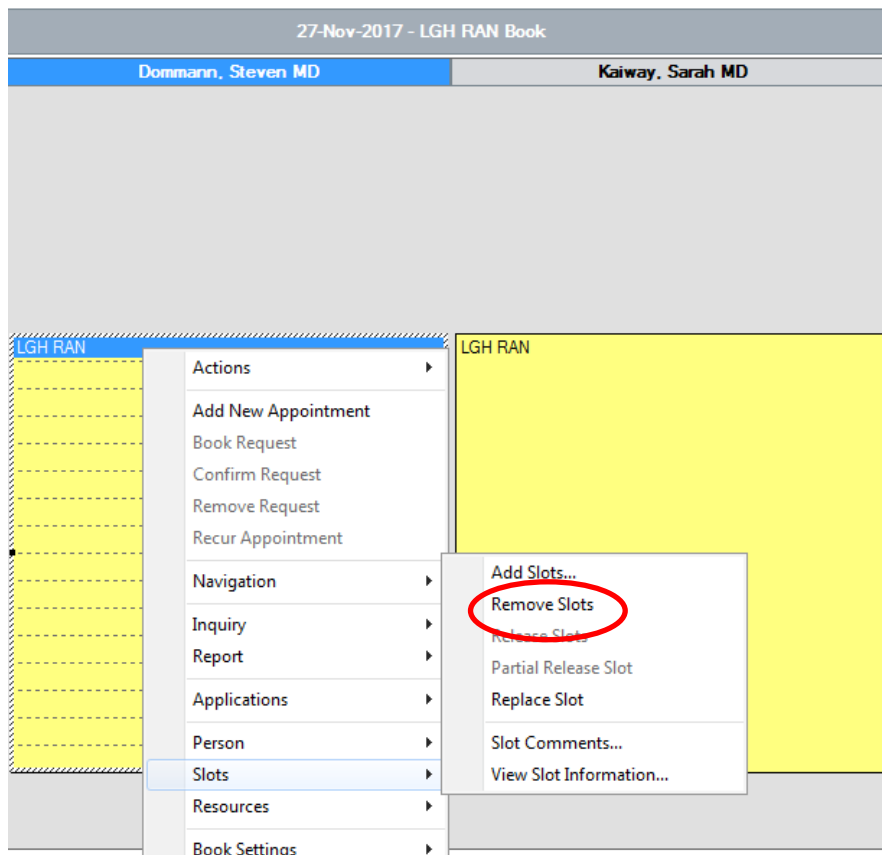 27-Nov-2017 - LGH RAN Book
Dommann, Steven MD
Kaiway, Sarah MD
LGH RAN
LGH RAN
Actions
Add New Appointment
Book Request
Confirm Request
Remove Request
Recur Appointment
Navigation
Inquiry
Report
Applications
Person
Slots
Resources
Book Settings
Add Slots...
Remove Slots
Release Slots
Partial Release Slot
Replace Slot
Slot Comments...
View Slot Information...